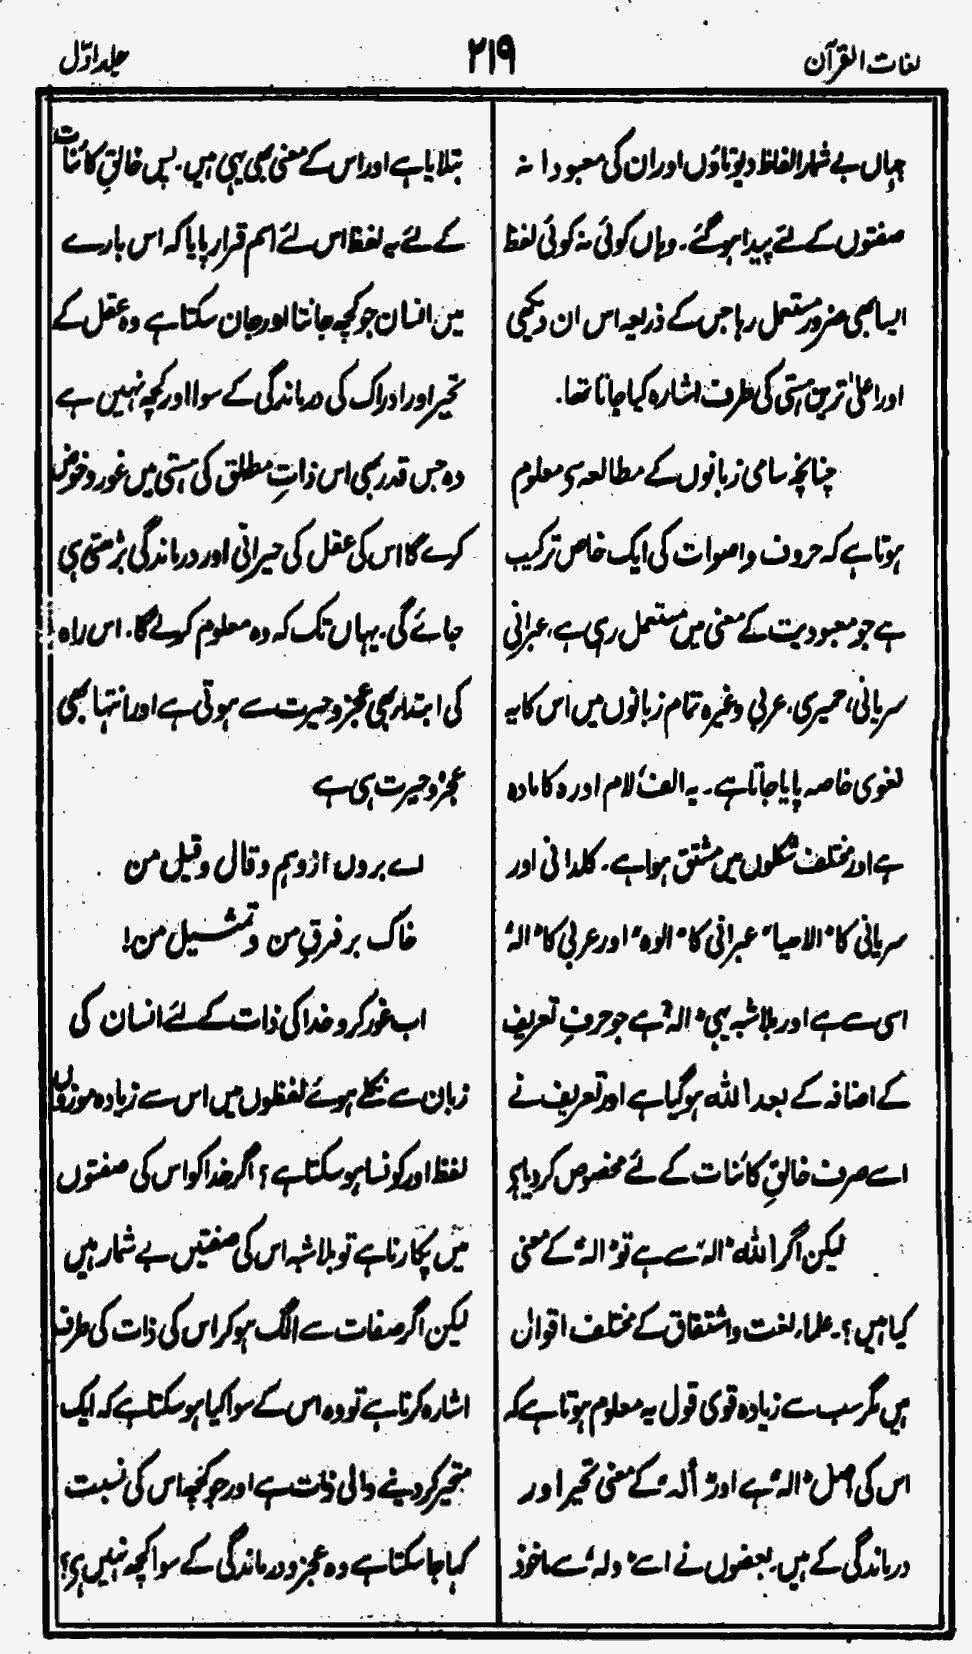 لغات القرآن
۲۱۹
جلد اوّل
جہاں بے شمار الفاظ دیوتاؤں اور ان کی معبودانہ
صفتوں کے لئے پیدا ہو گئے۔ وہاں کوئی نہ کوئی لفظ
ایسا بھی ضرور مستعمل رہا جس کے ذریعہ اس ان دیکھی
اور اعلیٰ ترین ہستی کی طرف اشارہ کیا جاتا تھا۔
چنانچہ سامی زبانوں کے مطالعہ سے معلوم
ہوتا ہے کہ حروف و اصوات کی ایک خاص ترکیب
ہے جو معبودیت کے معنی میں مستعمل رہی ہے، عبرانی
سریانی، حمیری، عربی وغیرہ تمام زبانوں میں اس کا یہ
لغوی خاصہ پایا جاتا ہے۔ یہ الف، لام اور ہ کا مادہ
ہے اور مختلف شکلوں میں مشتق ہوا ہے۔ کلدانی اور
سریانی کا "الاھیا" عبرانی کا "الوہ" اور عربی کا "الٰہ"
اسی سے ہے اور بلاشبہ یہی "الٰہ" ہے جو حرفِ تعریف
کے اضافہ کے بعد اللہ ہو گیا ہے اور تعریف نے
اسے صرف خالقِ کائنات کے لئے مخصوص کر دیا ہے
لیکن اگر "اللہ" "الٰہ" سے ہے تو "الٰہ" کے معنی
کیا ہیں؟۔ علماء لغت و اشتقاق کے مختلف اقوال
ہیں مگر سب سے زیادہ قوی قول یہ معلوم ہوتا ہے کہ
اس کی اصل "الٰہ" ہے اور "اَلَہ" کے معنی تحیر اور
درماندگی کے ہیں۔ بعضوں نے اسے "ولہ" سے ماخوذ
بتلایا ہے اور اس کے معنی بھی یہی ہیں۔ پس خالقِ کائنات
کے لئے یہ لفظ اس لئے اسم قرار پایا کہ اس بارے
میں انسان جو کچھ جانتا اور جان سکتا ہے وہ عقل کے
تحیر اور ادراک کی درماندگی کے سوا اور کچھ نہیں ہے
وہ جس قدر بھی اس ذاتِ مطلق کی ہستی میں غور و خوض
کرے گا اس کی عقل کی حیرانی اور درماندگی بڑھتی ہی
جائے گی۔ یہاں تک کہ وہ معلوم کر لے گا۔ اس راہ
کی ابتدار بھی عجز و حیرت سے ہوتی ہے اور انتہا بھی
عجز و حیرت ہی ہے
اے بروں از وہم و قال و قیل من
خاک بر فرقِ من و تمثیل من!
اب غور کرو خدا کی ذات کے لئے انسان کی
زبان سے نکلے ہوئے لفظوں میں اس سے زیادہ موزوں
لفظ اور کونسا ہو سکتا ہے؟ اگر خدا کو اس کی صفتوں
میں پکارنا ہے تو بلاشبہ اس کی صفتیں بے شمار ہیں
لیکن اگر صفات سے الگ ہو کر اس کی ذات کی طرف
اشارہ کرنا ہے تو وہ اس کے سوا کیا ہو سکتا ہے کہ ایک
متحیر کر دینے والی ذات ہے اور جو کچھ اس کی نسبت
کہا جا سکتا ہے وہ عجز و درماندگی کے سوا کچھ نہیں ہے؟